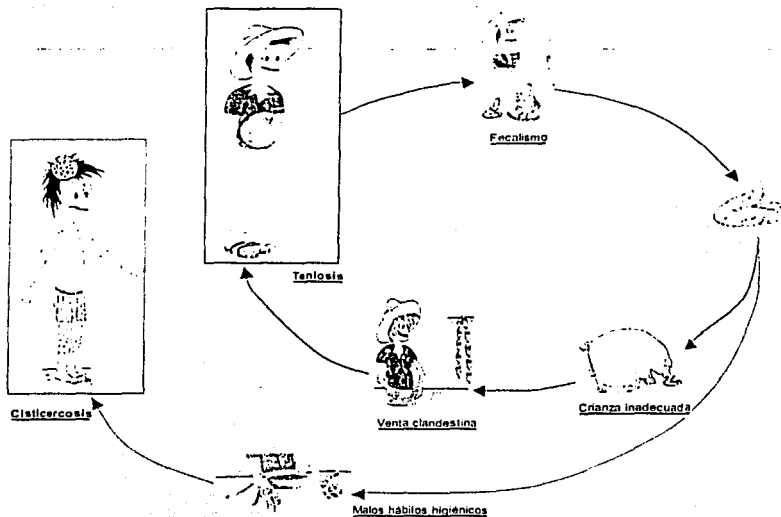 Fecalismo
Teniosis
Cisticercosis
Venta clandestina
Crianza inadecuada
Malos hábitos higiénicos